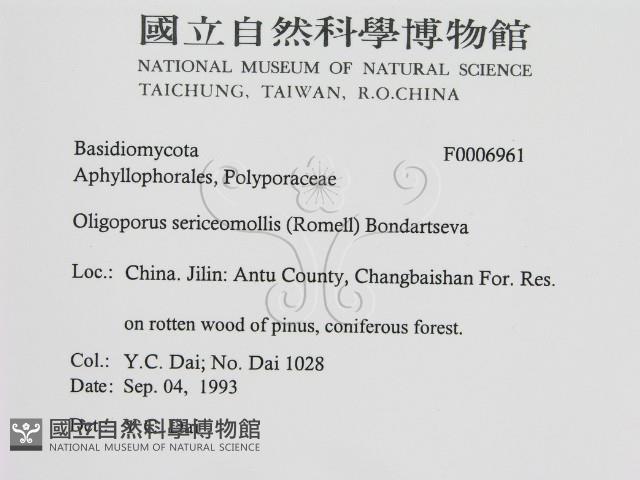 國立自然科學博物館
NATIONAL MUSEUM OF NATURAL SCIENCE
TAICHUNG, TAIWAN, R.O.CHINA
Basidiomycota F0006961
Aphyllophorales, Polyporaceae
Oligoporus sericeomollis (Romell) Bondartseva
Loc.: China. Jilin: Antu County, Changbaishan For. Res.
on rotten wood of pinus, coniferous forest.
Col.: Y.C. Dai; No. Dai 1028
Date: Sep. 04, 1993
Det.: Y.C. Dai
國立自然科學博物館
NATIONAL MUSEUM OF NATURAL SCIENCE